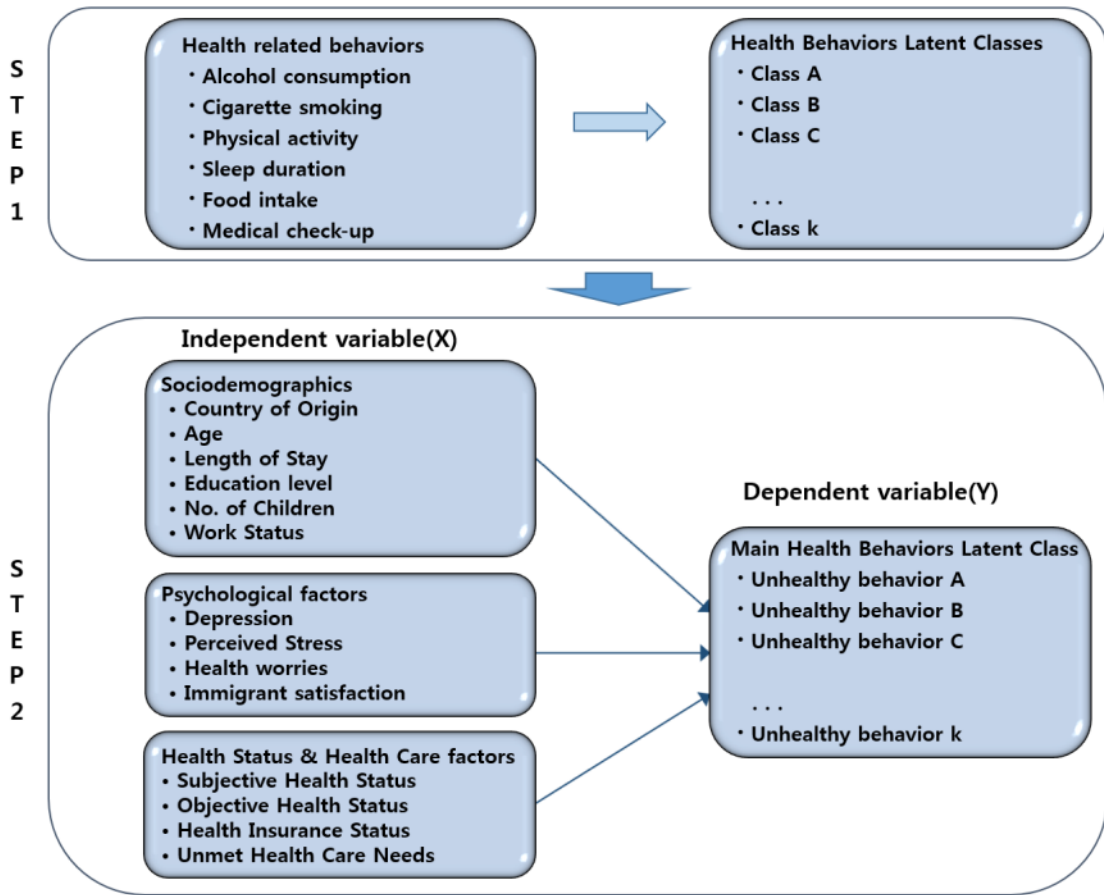 STEP1
Health related behaviors
· Alcohol consumption
· Cigarette smoking
· Physical activity
· Sleep duration
· Food intake
· Medical check-up
Health Behaviors Latent Classes
· Class A
· Class B
· Class C
. . .
· Class k
STEP2
Independent variable(X)
Sociodemographics
• Country of Origin
• Age
• Length of Stay
• Education level
• No. of Children
• Work Status
Psychological factors
• Depression
• Perceived Stress
• Health worries
• Immigrant satisfaction
Health Status & Health Care factors
• Subjective Health Status
• Objective Health Status
• Health Insurance Status
• Unmet Health Care Needs
Dependent variable(Y)
Main Health Behaviors Latent Class
· Unhealthy behavior A
· Unhealthy behavior B
· Unhealthy behavior C
. . .
· Unhealthy behavior k